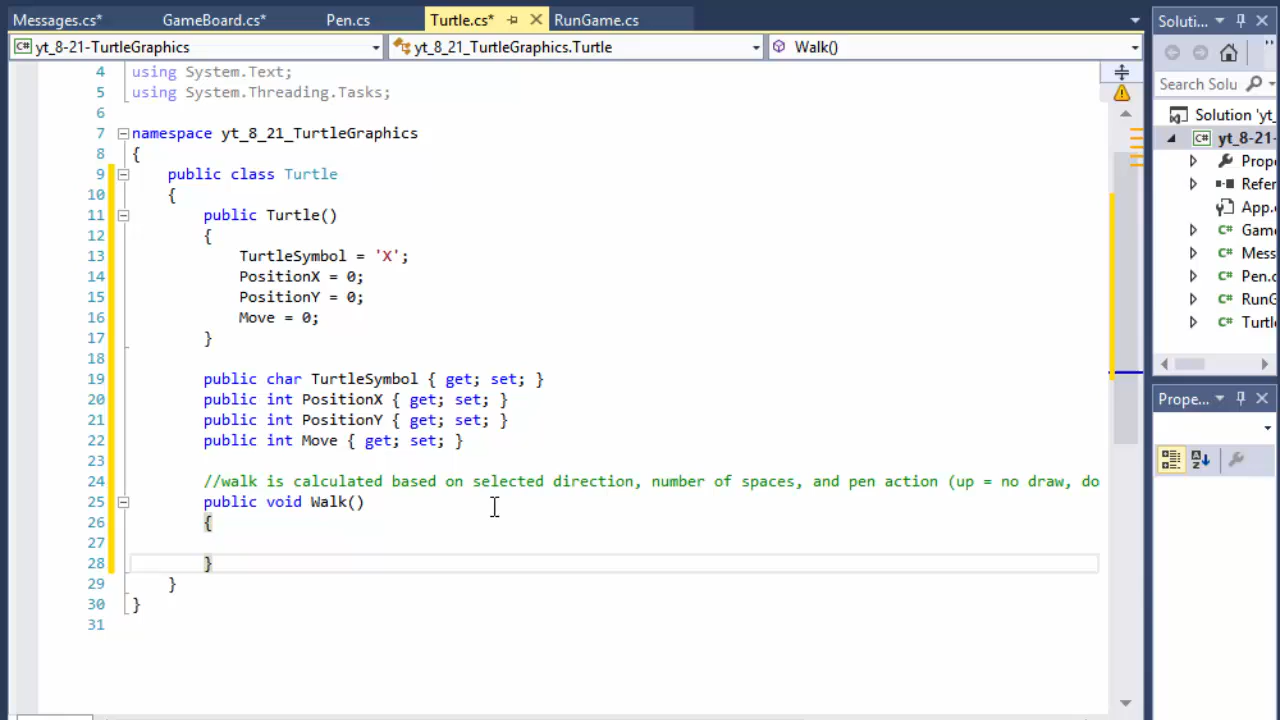 Messages.cs* GameBoard.cs* Pen.cs Turtle.cs* RunGame.cs Soluti...
yt_8-21-TurtleGraphics yt_8_21_TurtleGraphics.Turtle Walk()
Search Solu
4 using System.Text;
5 using System.Threading.Tasks;
6
7 namespace yt_8_21_TurtleGraphics
8 {
9 public class Turtle
10 {
11 public Turtle()
12 {
13 TurtleSymbol = 'X';
14 PositionX = 0;
15 PositionY = 0;
16 Move = 0;
17 }
18
19 public char TurtleSymbol { get; set; }
20 public int PositionX { get; set; }
21 public int PositionY { get; set; }
22 public int Move { get; set; }
23
24 //walk is calculated based on selected direction, number of spaces, and pen action (up = no draw, do
25 public void Walk()
26 {
27
28 }
29 }
30 }
31
Solution 'yt_
C# yt_8-21-
Prop
Refer
App.
C# Game
C# Mess
C# Pen.c
C# RunG
C# Turtl
Prope...